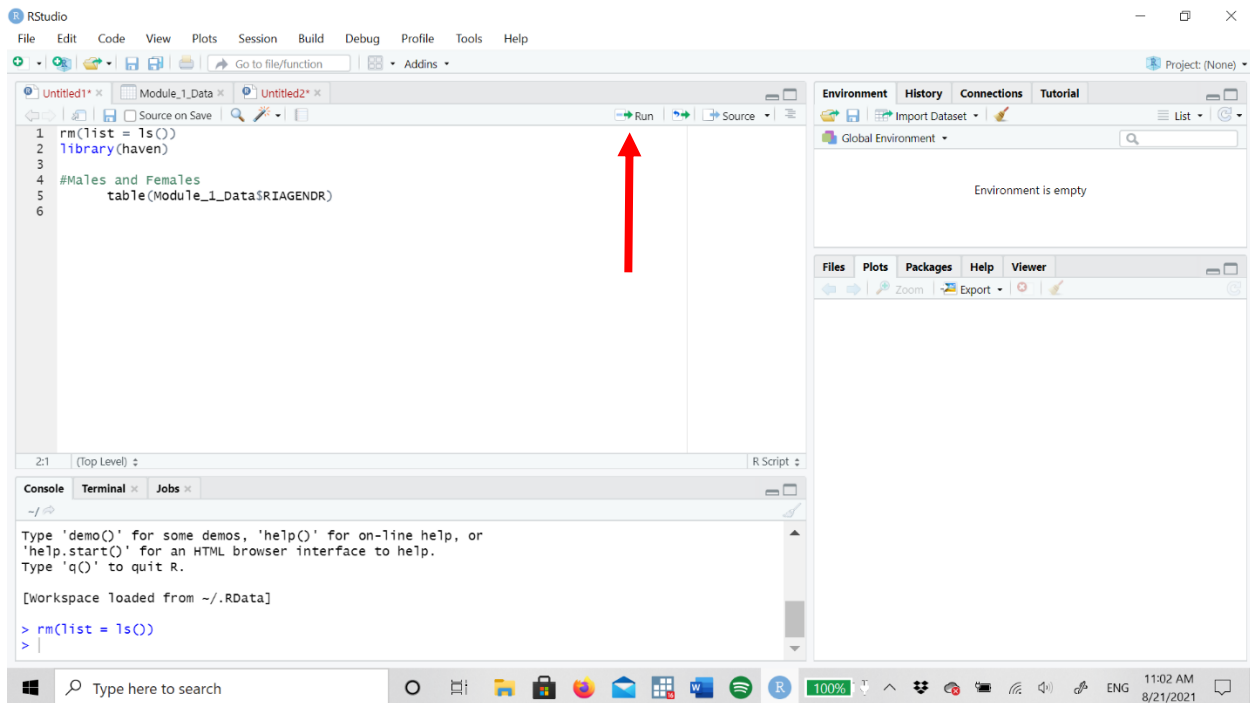 RStudio
File Edit Code View Plots Session Build Debug Profile Tools Help
Go to file/function Addins Project: (None)
Untitled1* Module_1_Data Untitled2*
Source on Save Run Source
1 rm(list = ls())
2 library(haven)
3
4 #Males and Females
5 table(Module_1_Data$RIAGENDR)
6
2:1 (Top Level) R Script
Console Terminal Jobs
~/
Type 'demo()' for some demos, 'help()' for on-line help, or
'help.start()' for an HTML browser interface to help.
Type 'q()' to quit R.
[Workspace loaded from ~/.RData]
> rm(list = ls())
>
Environment History Connections Tutorial
Import Dataset List
Global Environment
Environment is empty
Files Plots Packages Help Viewer
Zoom Export
Type here to search
100% ENG 11:02 AM
8/21/2021